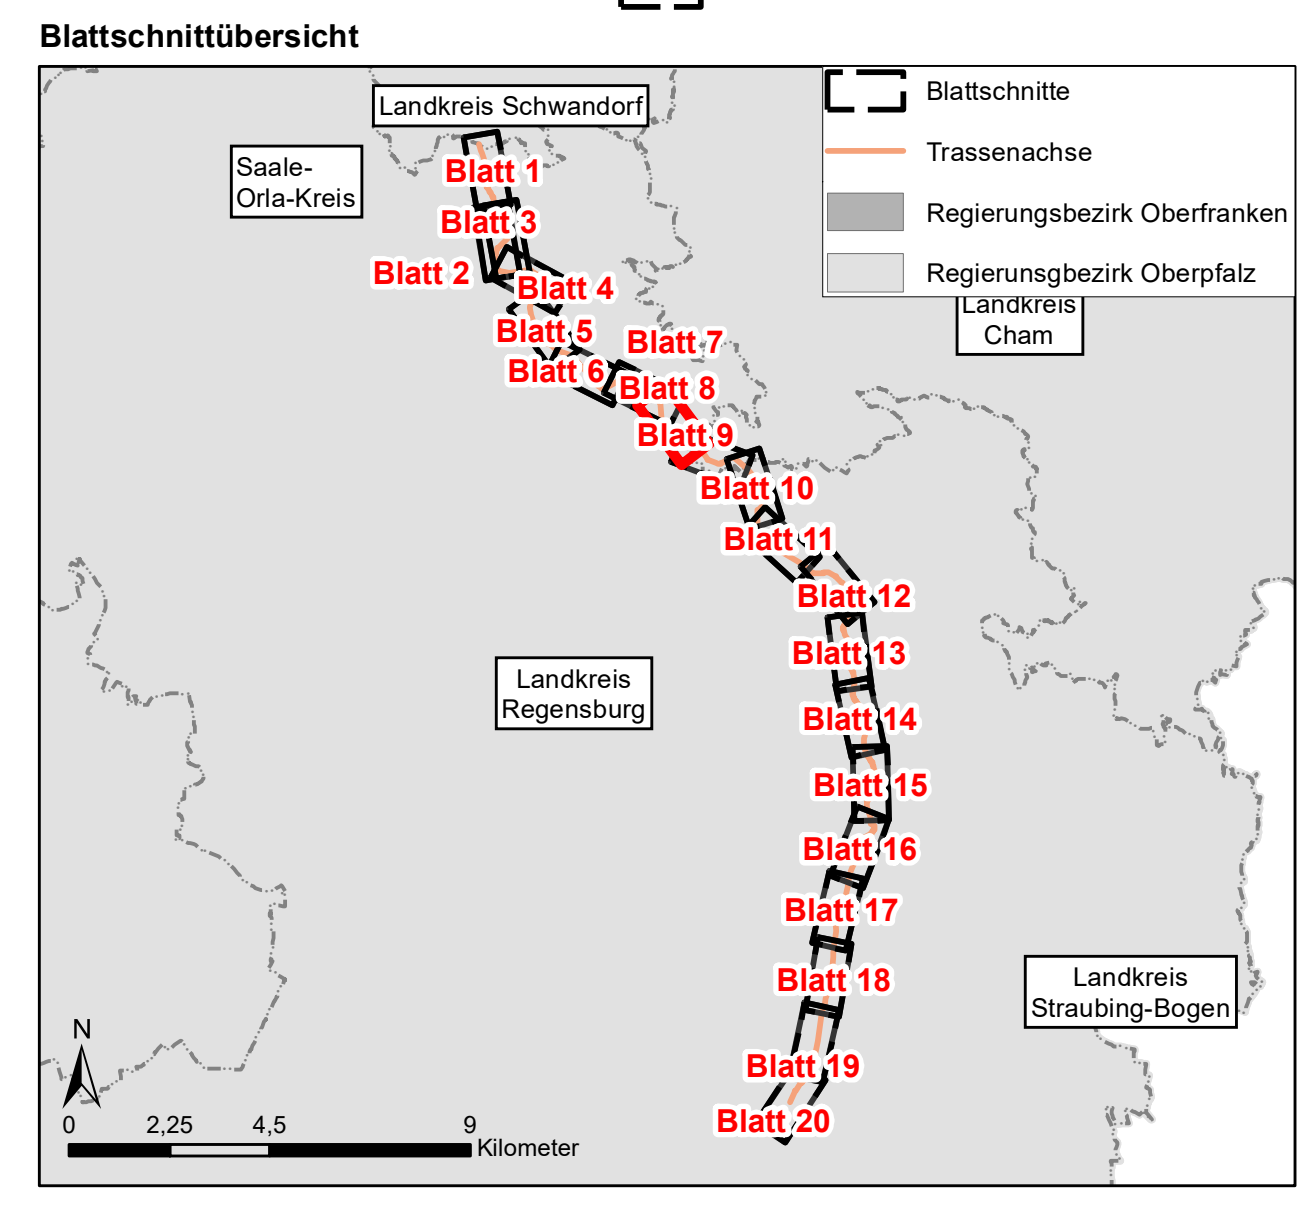 Blattschnittübersicht
Blattschnitte
Trassenachse
Regierungsbezirk Oberfranken
Regierunsgbezirk Oberpfalz
Landkreis Schwandorf
Saale-
Orla-Kreis
Landkreis
Cham
Blatt 1
Blatt 3
Blatt 2
Blatt 4
Blatt 5
Blatt 7
Blatt 6
Blatt 8
Blatt 9
Blatt 10
Blatt 11
Blatt 12
Blatt 13
Landkreis
Regensburg
Blatt 14
Blatt 15
Blatt 16
Blatt 17
Blatt 18
Landkreis
Straubing-Bogen
Blatt 19
Blatt 20
N
0 2,25 4,5 9
Kilometer